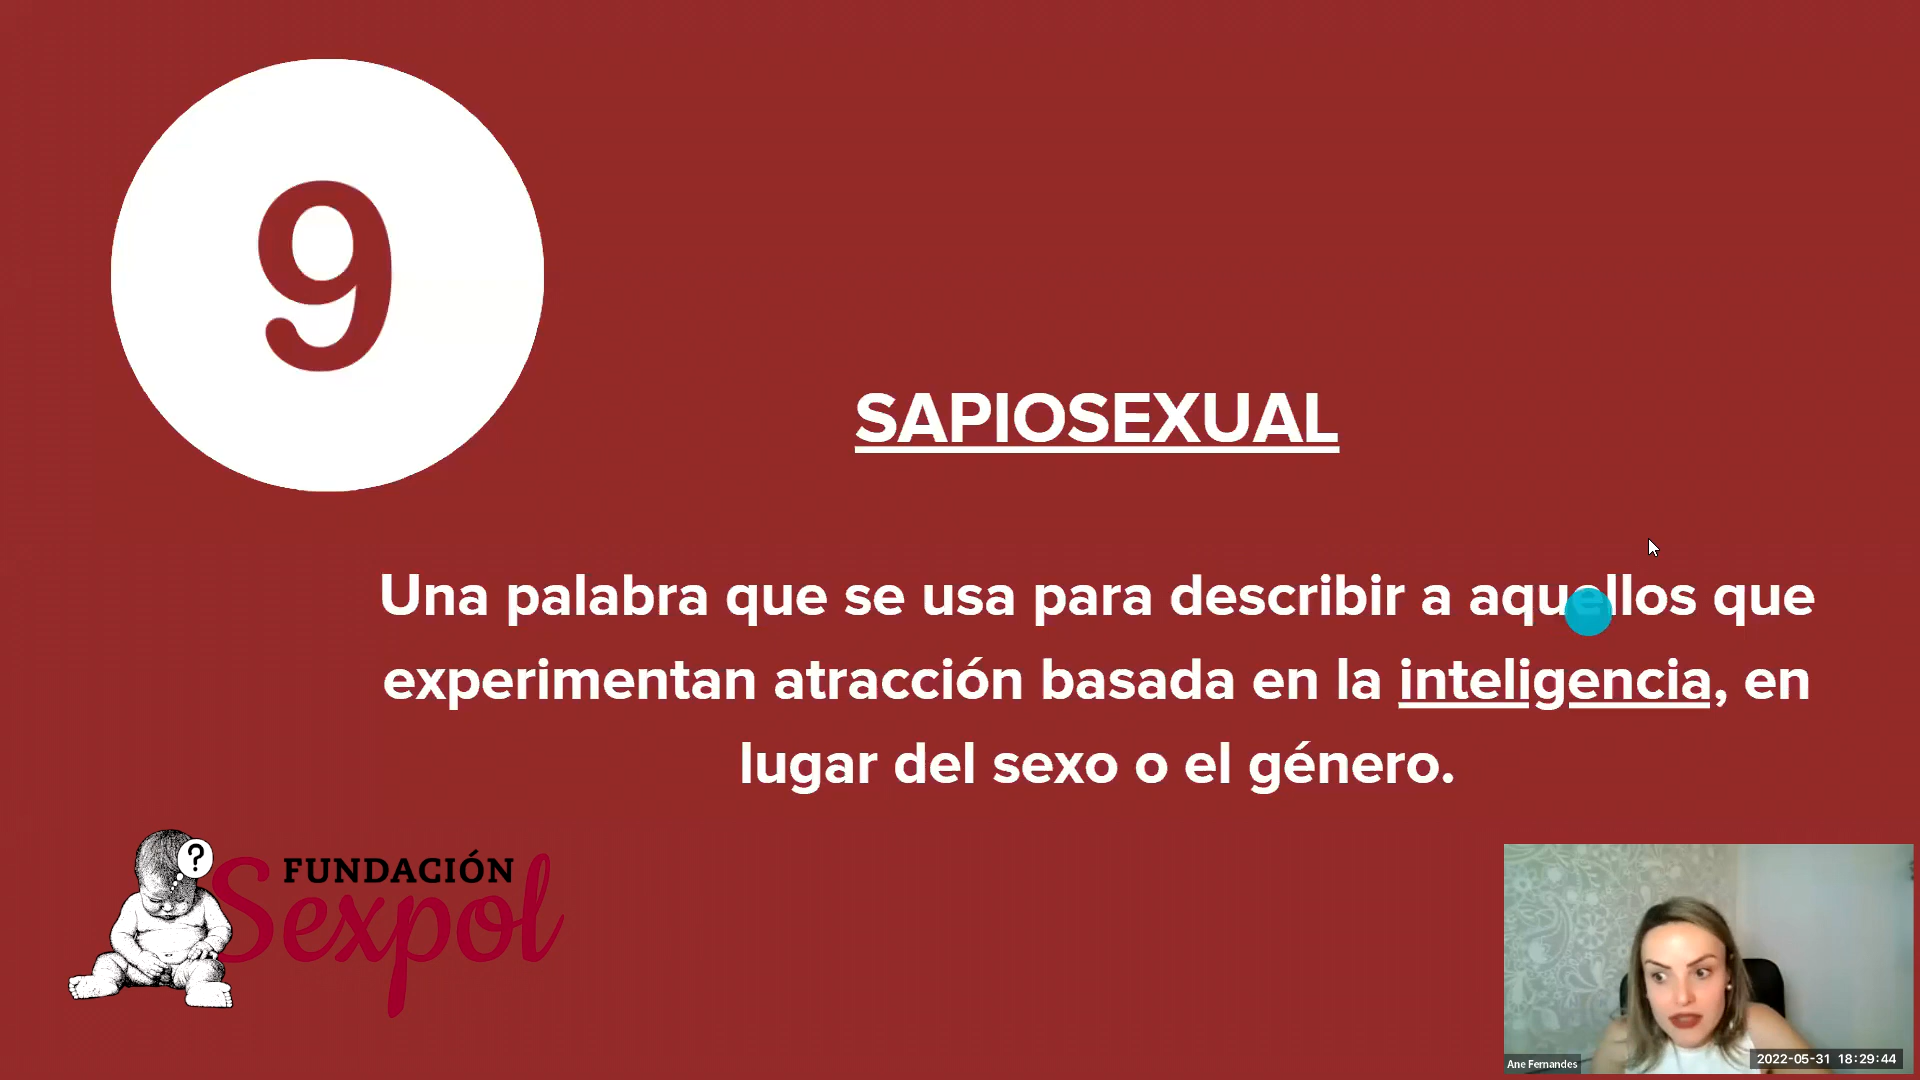 9
SAPIOSEXUAL
Una palabra que se usa para describir a aquellos que
experimentan atracción basada en la inteligencia, en
lugar del sexo o el género.
?
FUNDACIÓN
Sexpol
Ane Fernandes
2022-05-31 18:29:44